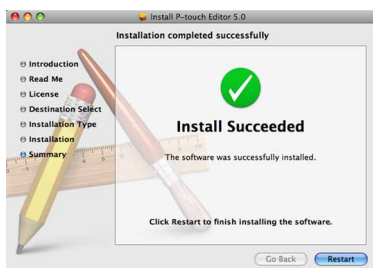 Install P-touch Editor 5.0
Installation completed successfully
Introduction
Read Me
License
Destination Select
Installation Type
Installation
Summary
Install Succeeded
The software was successfully installed.
Click Restart to finish installing the software.
Go Back
Restart